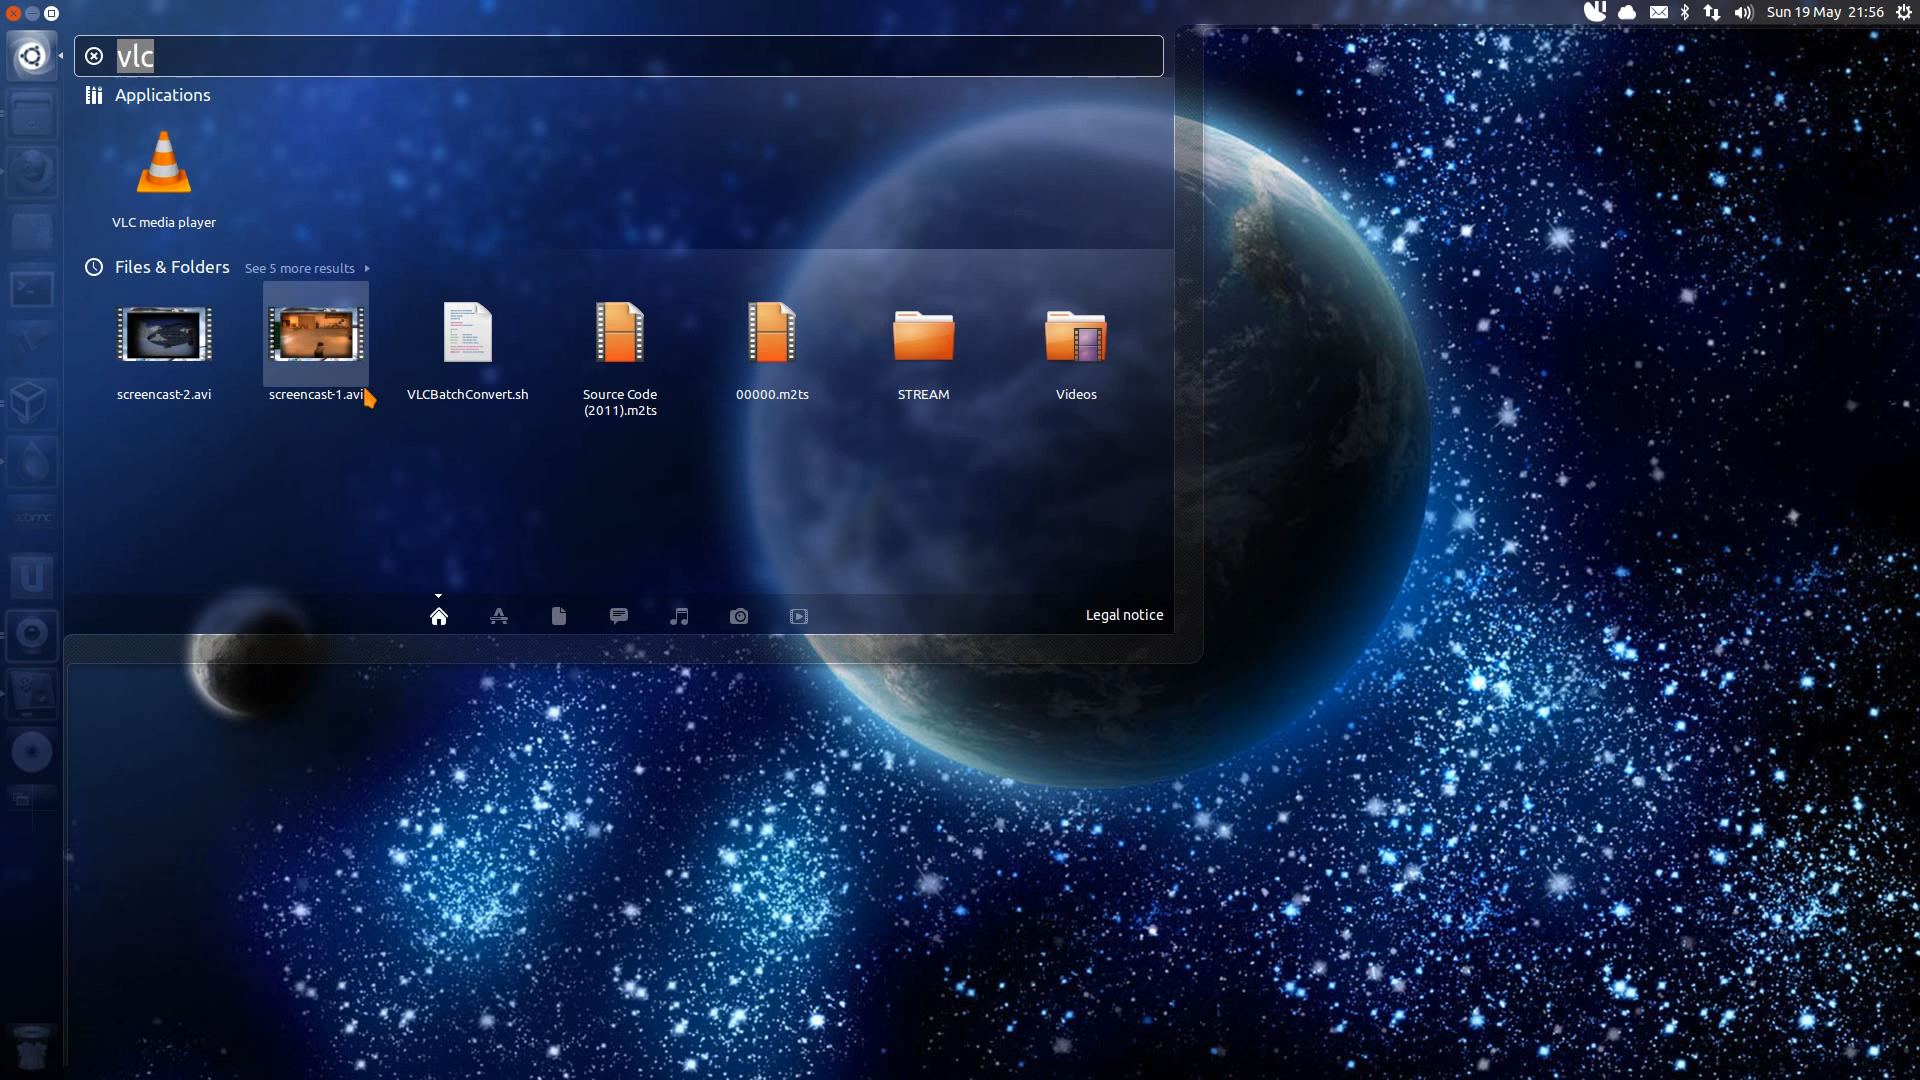 Sun 19 May 21:56
vlc
Applications
VLC media player
Files & Folders See 5 more results
screencast-2.avi
screencast-1.avi
VLCBatchConvert.sh
Source Code
(2011).m2ts
00000.m2ts
STREAM
Videos
xbmc
U
Legal notice